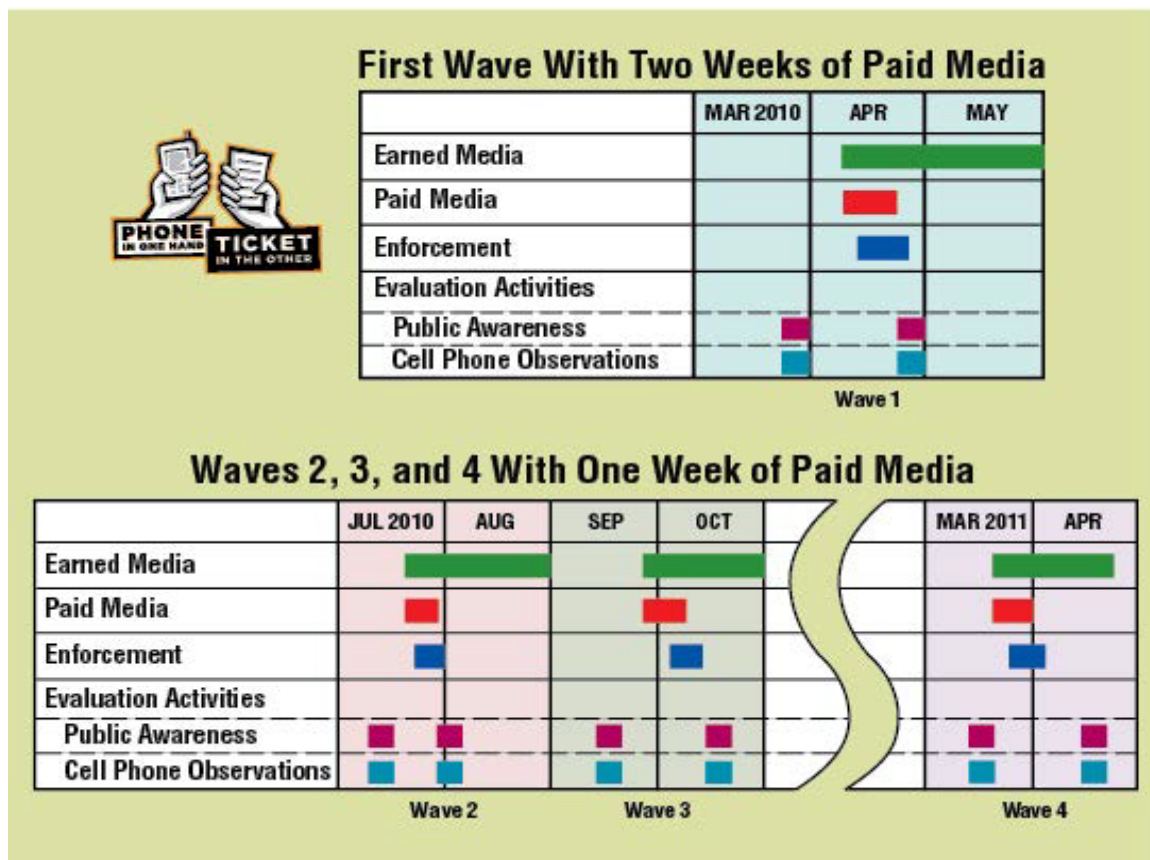 First Wave With Two Weeks of Paid Media
MAR 2010 APR MAY
Earned Media
Paid Media
Enforcement
Evaluation Activities
Public Awareness
Cell Phone Observations
Wave 1
PHONE
IN ONE HAND
TICKET
IN THE OTHER
Waves 2, 3, and 4 With One Week of Paid Media
JUL 2010 AUG SEP OCT MAR 2011 APR
Earned Media
Paid Media
Enforcement
Evaluation Activities
Public Awareness
Cell Phone Observations
Wave 2 Wave 3 Wave 4